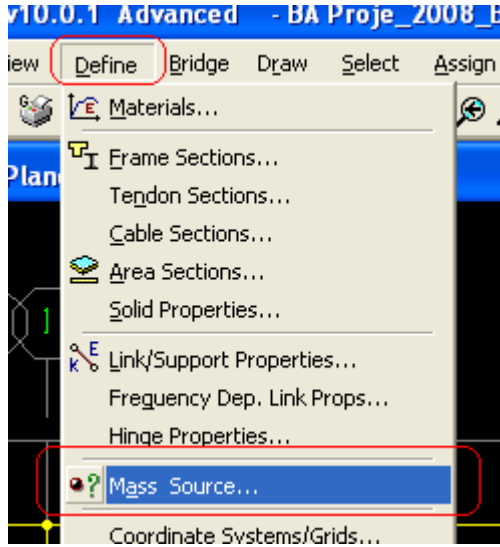 v10.0.1 Advanced - BA Proje_2008_
iew Define Bridge Draw Select Assign
Materials...
Plan
Frame Sections...
Tendon Sections...
Cable Sections...
Area Sections...
Solid Properties...
1
E
K
Link/Support Properties...
Frequency Dep. Link Props...
Hinge Properties...
? Mass Source...
Coordinate Systems/Grids...